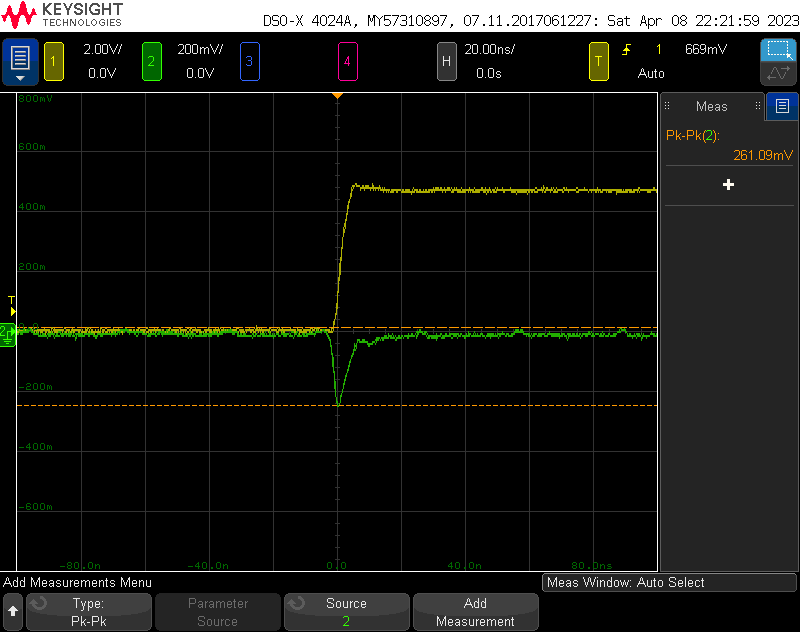 KEYSIGHT
TECHNOLOGIES
DSO-X 4024A, MY57310897, 07.11.2017061227: Sat Apr 08 22:21:59 2023
1 2.00V/ 2 200mV/ 3 4 H 20.00ns/ T 1 669mV
0.0V 0.0V 0.0s Auto
800mV
600m
400m
200m
T
2
-200m
-400m
-600m
-80.0n -40.0n 0.0 40.0n 80.0ns
Meas
Pk-Pk(2):
261.09mV
Add Measurements Menu
Meas Window: Auto Select
Type:
Pk-Pk
Parameter
Source
Source
2
Add
Measurement